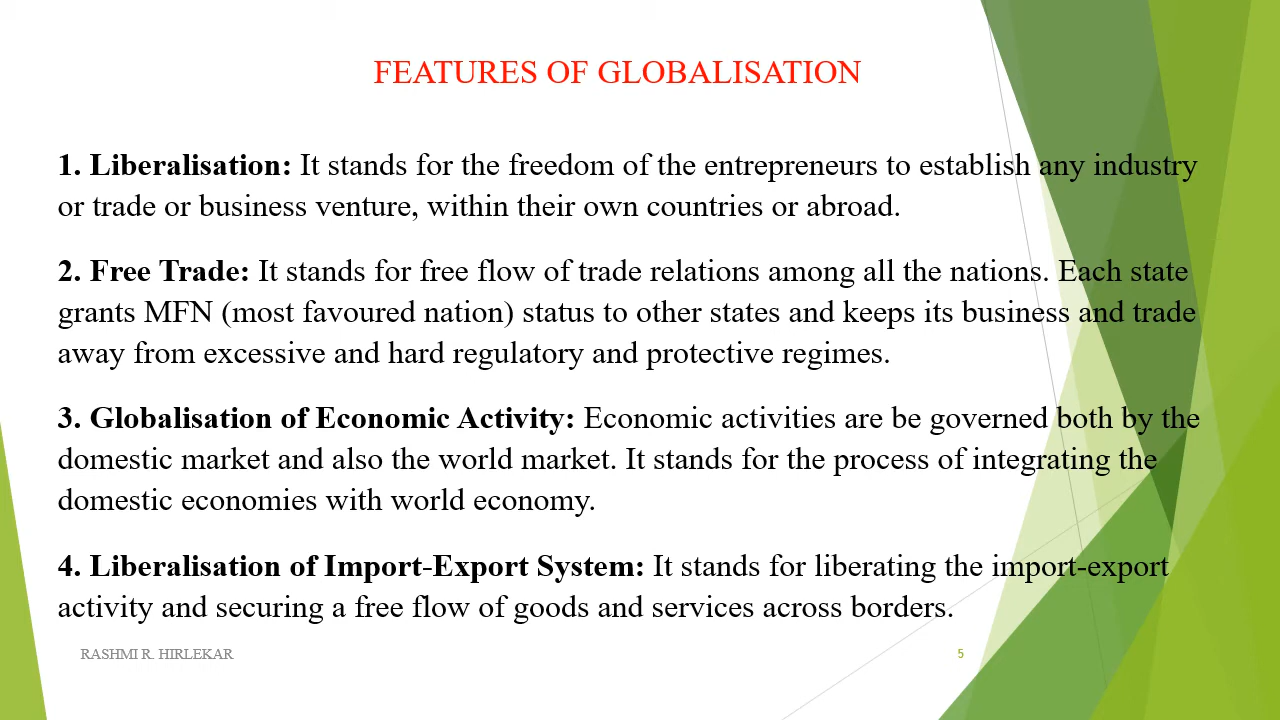 FEATURES OF GLOBALISATION
1. Liberalisation: It stands for the freedom of the entrepreneurs to establish any industry
or trade or business venture, within their own countries or abroad.
2. Free Trade: It stands for free flow of trade relations among all the nations. Each state
grants MFN (most favoured nation) status to other states and keeps its business and trade
away from excessive and hard regulatory and protective regimes.
3. Globalisation of Economic Activity: Economic activities are be governed both by the
domestic market and also the world market. It stands for the process of integrating the
domestic economies with world economy.
4. Liberalisation of Import-Export System: It stands for liberating the import-export
activity and securing a free flow of goods and services across borders.
RASHMI R. HIRLEKAR
5